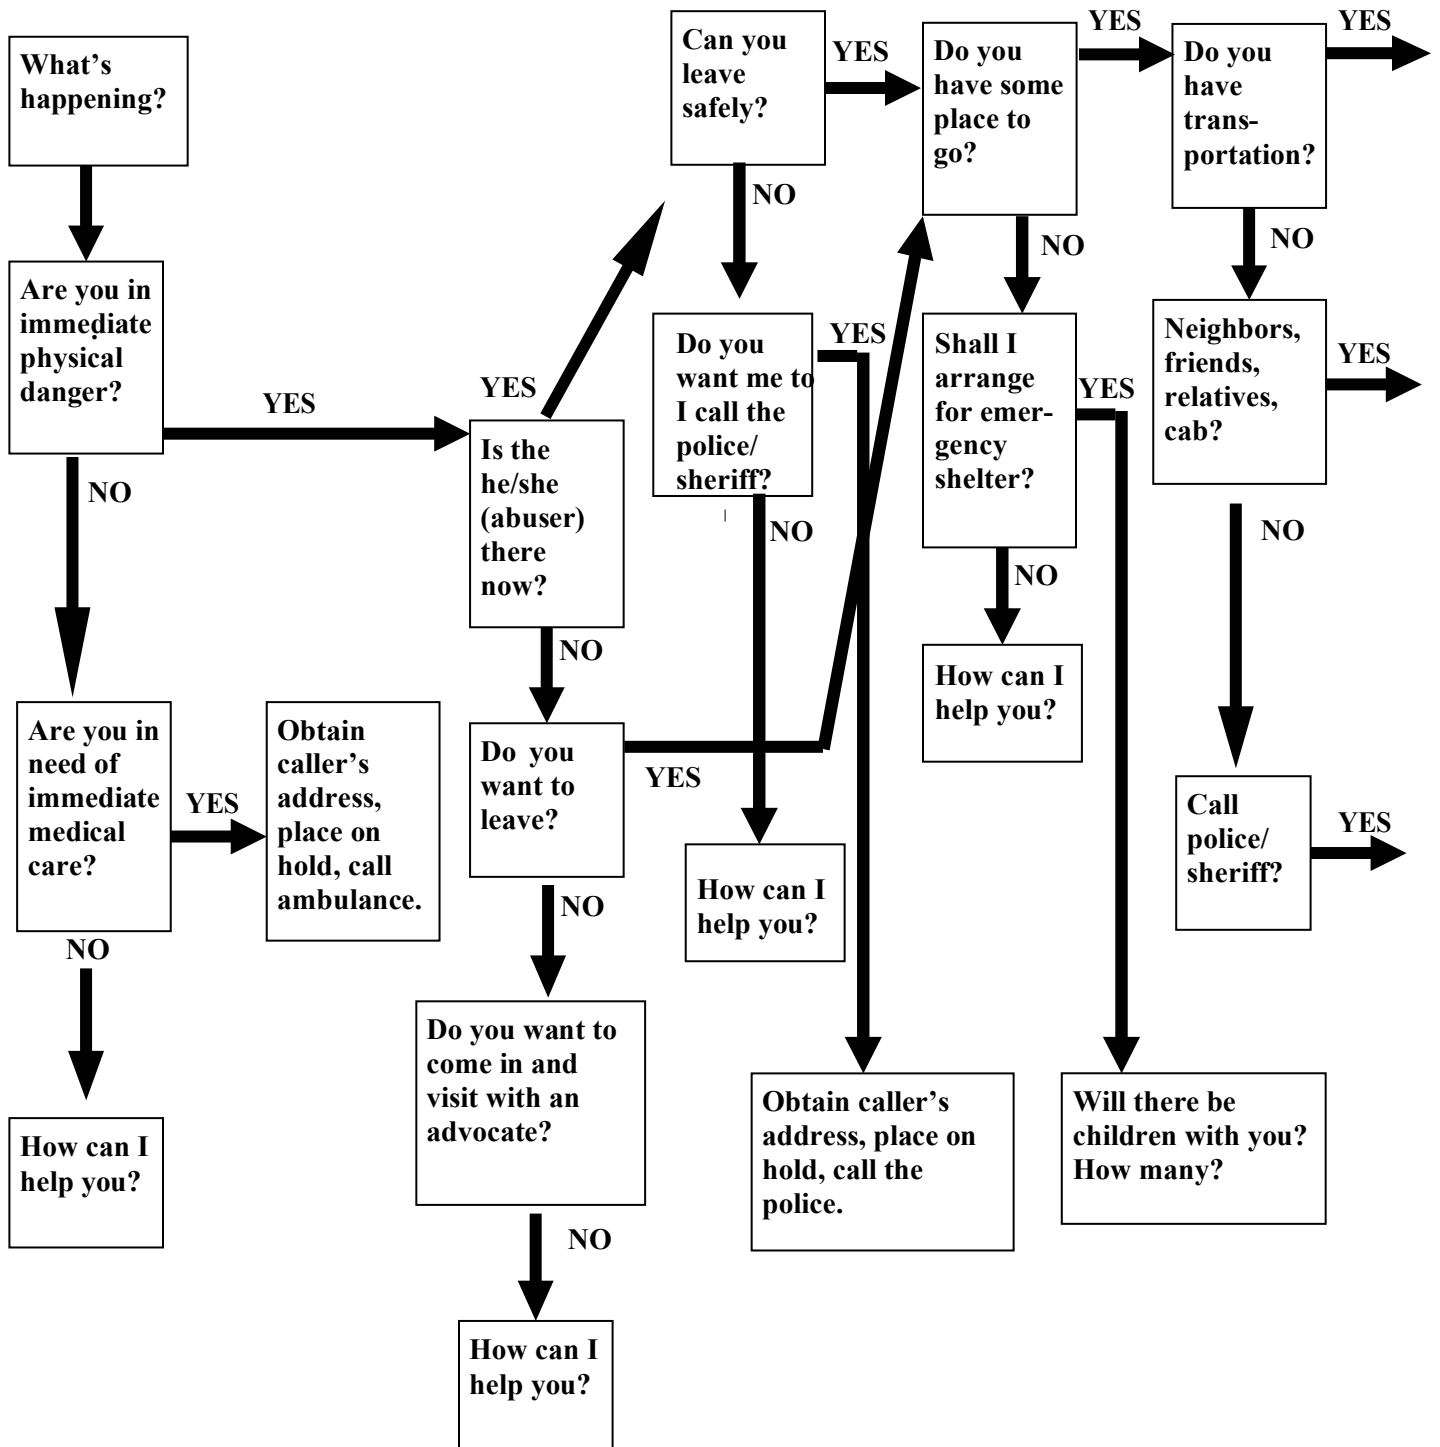 What's
happening?
Are you in
immediate
physical
danger?
YES
NO
Are you in
need of
immediate
medical
care?
YES
Obtain
caller's
address,
place on
hold, call
ambulance.
NO
How can I
help you?
YES
Is the
he/she
(abuser)
there
now?
NO
Do you
want to
leave?
YES
NO
Do you want to
come in and
visit with an
advocate?
NO
How can I
help you?
Can you
leave
safely?
YES
NO
Do you
want me to
I call the
police/
sheriff?
YES
NO
How can I
help you?
Obtain caller's
address, place on
hold, call the
police.
Do you
have some
place to
go?
YES
NO
Shall I
arrange
for emer-
gency
shelter?
YES
NO
How can I
help you?
Will there be
children with you?
How many?
Do you
have
trans-
portation?
YES
NO
Neighbors,
friends,
relatives,
cab?
YES
NO
Call
police/
sheriff?
YES